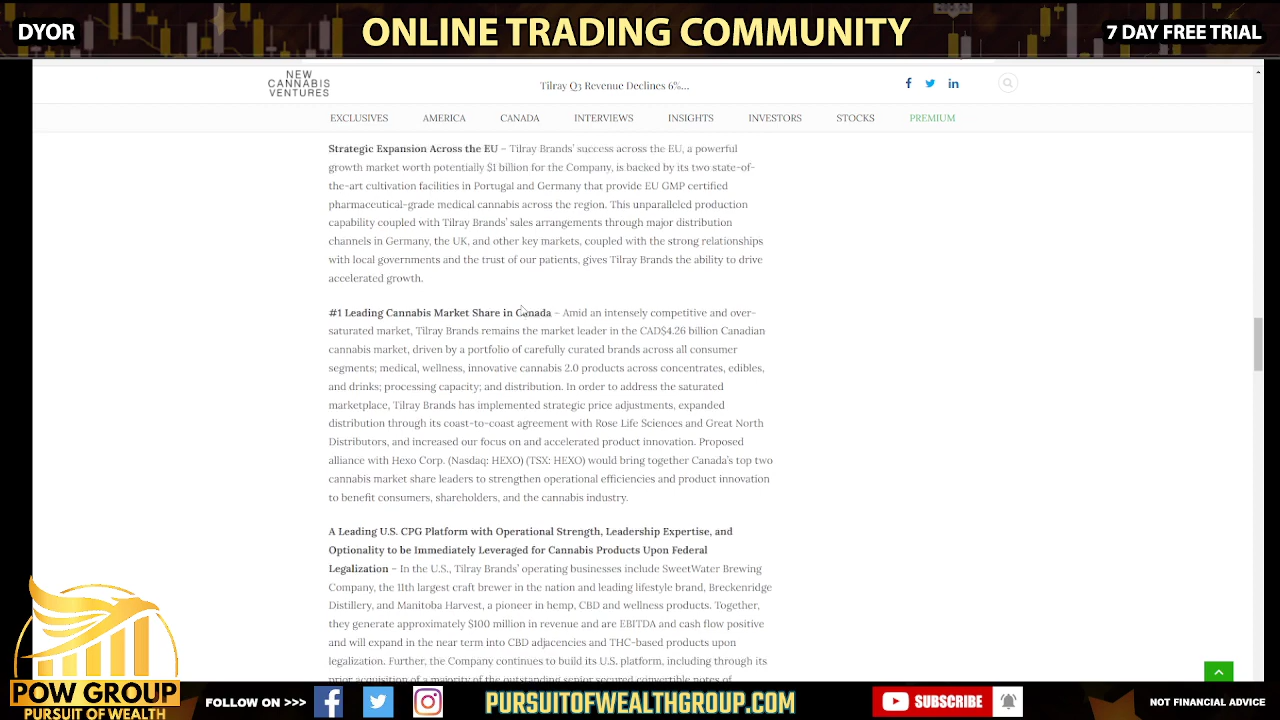 DYOR
ONLINE TRADING COMMUNITY
7 DAY FREE TRIAL
NEW
CANNABIS
VENTURES
Tilray Q3 Revenue Declines 6%...
EXCLUSIVES AMERICA CANADA INTERVIEWS INSIGHTS INVESTORS STOCKS PREMIUM
Strategic Expansion Across the EU – Tilray Brands' success across the EU, a powerful
growth market worth potentially $1 billion for the Company, is backed by its two state-of-
the-art cultivation facilities in Portugal and Germany that provide EU GMP certified
pharmaceutical-grade medical cannabis across the region. This unparalleled production
capability coupled with Tilray Brands' sales arrangements through major distribution
channels in Germany, the UK, and other key markets, coupled with the strong relationships
with local governments and the trust of our patients, gives Tilray Brands the ability to drive
accelerated growth.
#1 Leading Cannabis Market Share in Canada – Amid an intensely competitive and over-
saturated market, Tilray Brands remains the market leader in the CAD$4.26 billion Canadian
cannabis market, driven by a portfolio of carefully curated brands across all consumer
segments; medical, wellness, innovative cannabis 2.0 products across concentrates, edibles,
and drinks; processing capacity; and distribution. In order to address the saturated
marketplace, Tilray Brands has implemented strategic price adjustments, expanded
distribution through its coast-to-coast agreement with Rose Life Sciences and Great North
Distributors, and increased our focus on and accelerated product innovation. Proposed
alliance with Hexo Corp. (Nasdaq: HEXO) (TSX: HEXO) would bring together Canada's top two
cannabis market share leaders to strengthen operational efficiencies and product innovation
to benefit consumers, shareholders, and the cannabis industry.
A Leading U.S. CPG Platform with Operational Strength, Leadership Expertise, and
Optionality to be Immediately Leveraged for Cannabis Products Upon Federal
Legalization – In the U.S., Tilray Brands' operating businesses include SweetWater Brewing
Company, the 11th largest craft brewer in the nation and leading lifestyle brand, Breckenridge
Distillery, and Manitoba Harvest, a pioneer in hemp, CBD and wellness products. Together,
they generate approximately $100 million in revenue and are EBITDA and cash flow positive
and will expand in the near term into CBD adjacencies and THC-based products upon
legalization. Further, the Company continues to build its U.S. platform, including through its
prior acquisition of a majority of the outstanding senior secured convertible notes of
POW GROUP
PURSUIT OF WEALTH
FOLLOW ON >>>
PURSUITOFWEALTHGROUP.COM
SUBSCRIBE
NOT FINANCIAL ADVICE